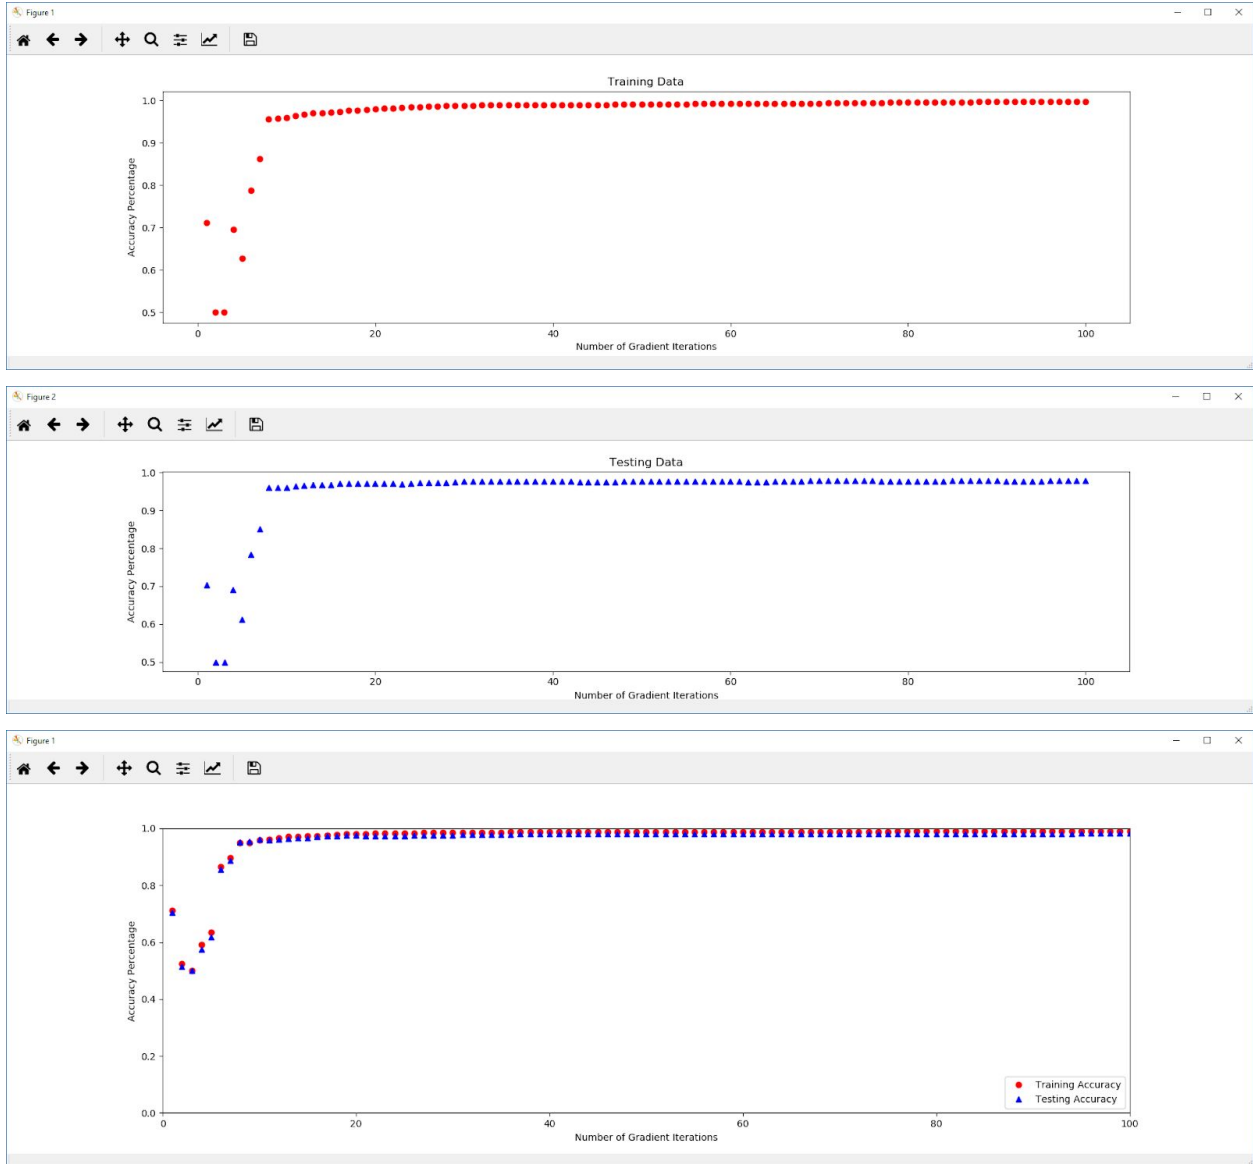 Figure 1
Training Data
1.0
0.9
0.8
0.7
0.6
0.5
Accuracy Percentage
0 20 40 60 80 100
Number of Gradient Iterations
Figure 2
Testing Data
1.0
0.9
0.8
0.7
0.6
0.5
Accuracy Percentage
0 20 40 60 80 100
Number of Gradient Iterations
Figure 1
1.0
0.8
0.6
0.4
0.2
0.0
Accuracy Percentage
Training Accuracy
Testing Accuracy
0 20 40 60 80 100
Number of Gradient Iterations